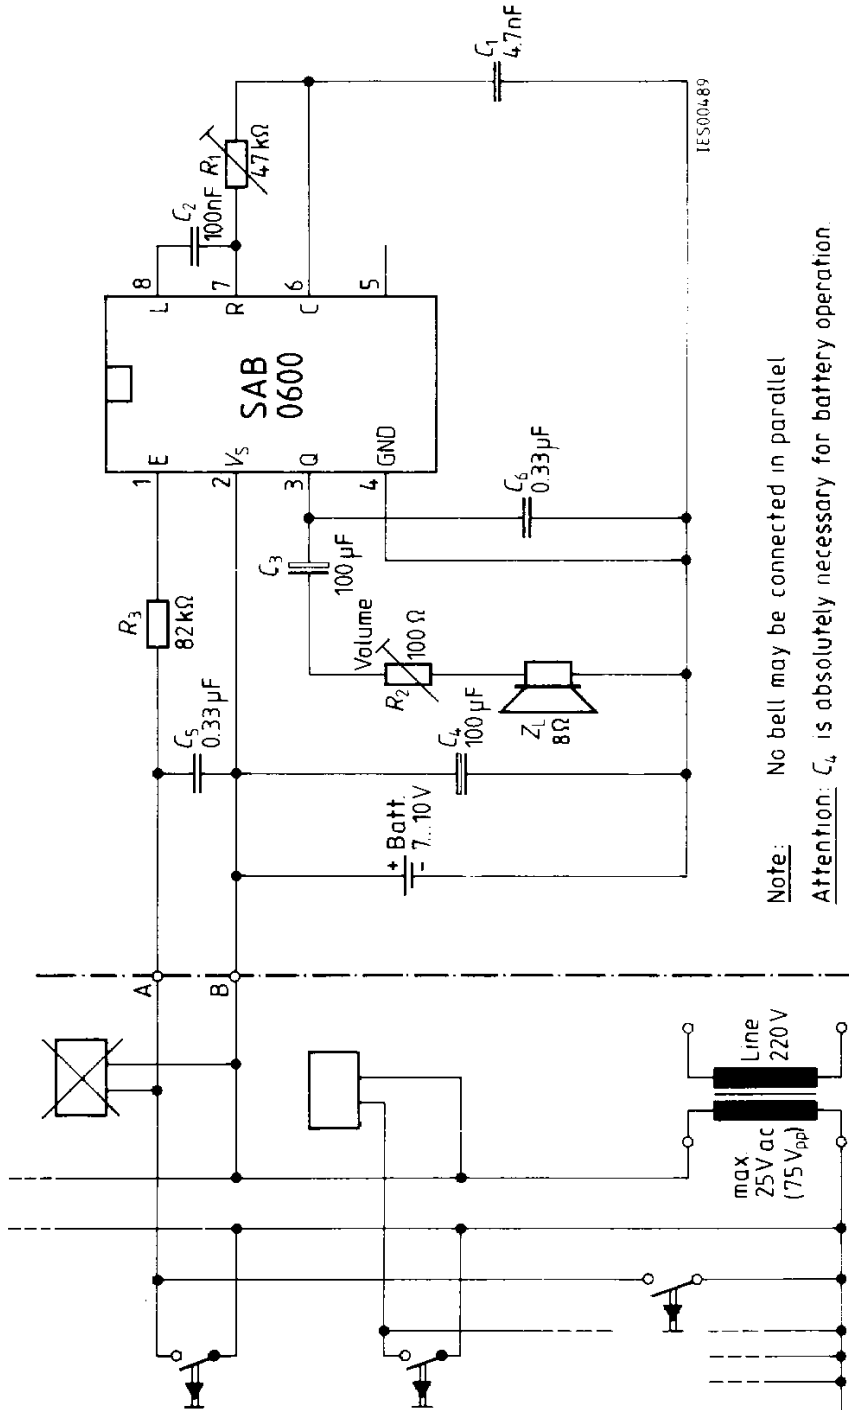 C₁
4.7nF
IES00489
R₁
47kΩ
C₂
100nF
8
7
6
5
L
R
C
SAB
0600
E
Vₛ
Q
GND
1
2
3
4
C₆
0.33µF
C₃
100µF
R₃
82kΩ
Volume
R₂
100Ω
Z_L
8Ω
C₅
0.33µF
C₄
100µF
+ Batt.
- 7...10V
A
B
Line
220V
max.
25V ac
(75Vpp)
Note: No bell may be connected in parallel
Attention: C₄ is absolutely necessary for battery operation